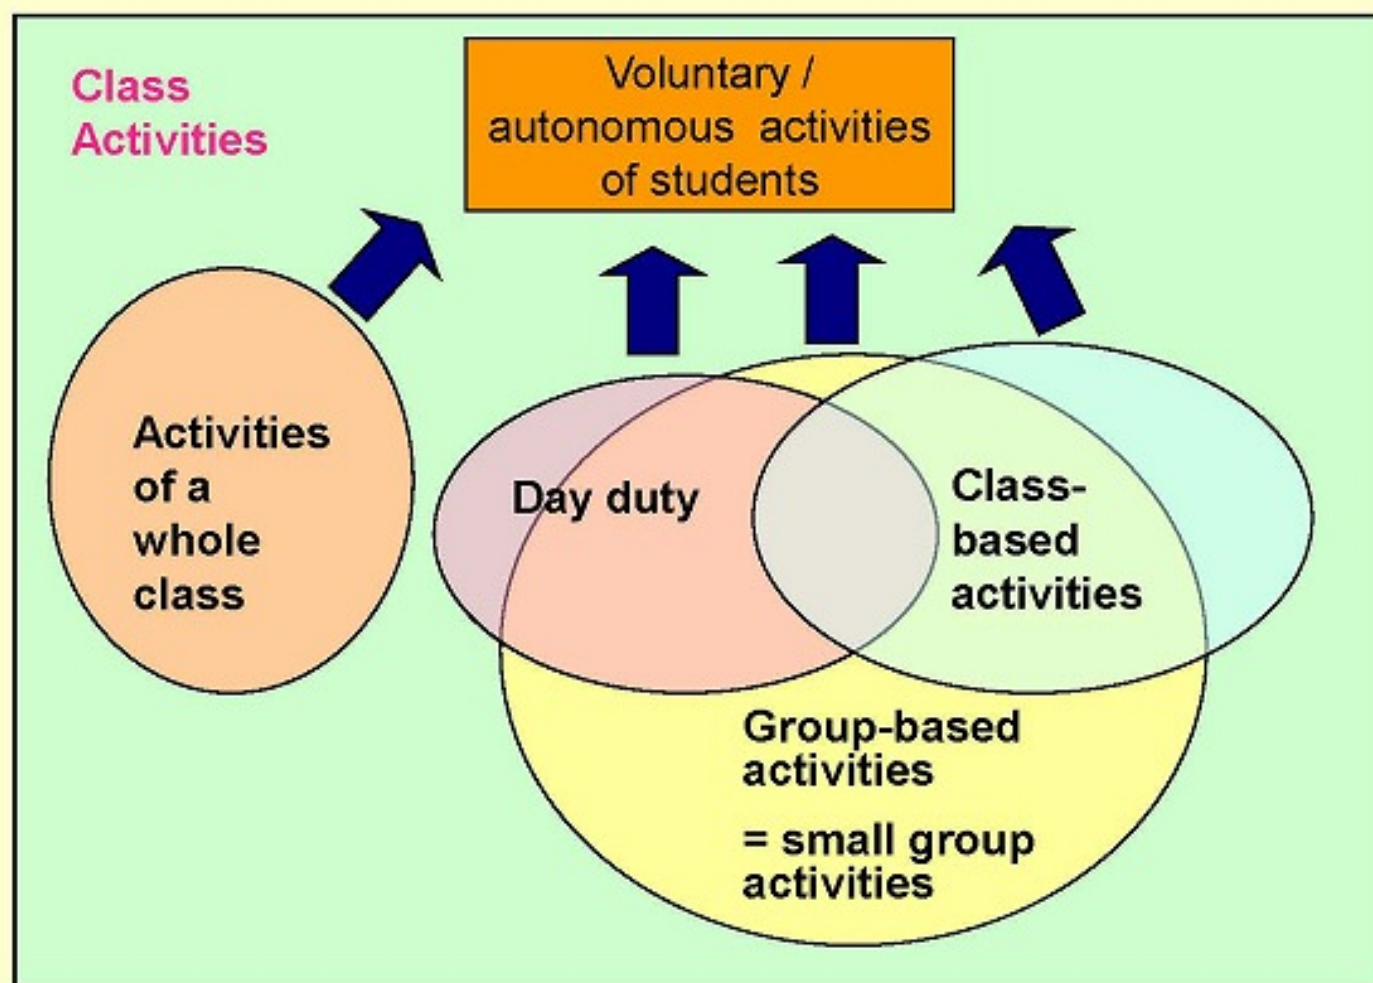 Class
Activities
Voluntary /
autonomous activities
of students
Activities
of a
whole
class
Day duty
Class-
based
activities
Group-based
activities
= small group
activities